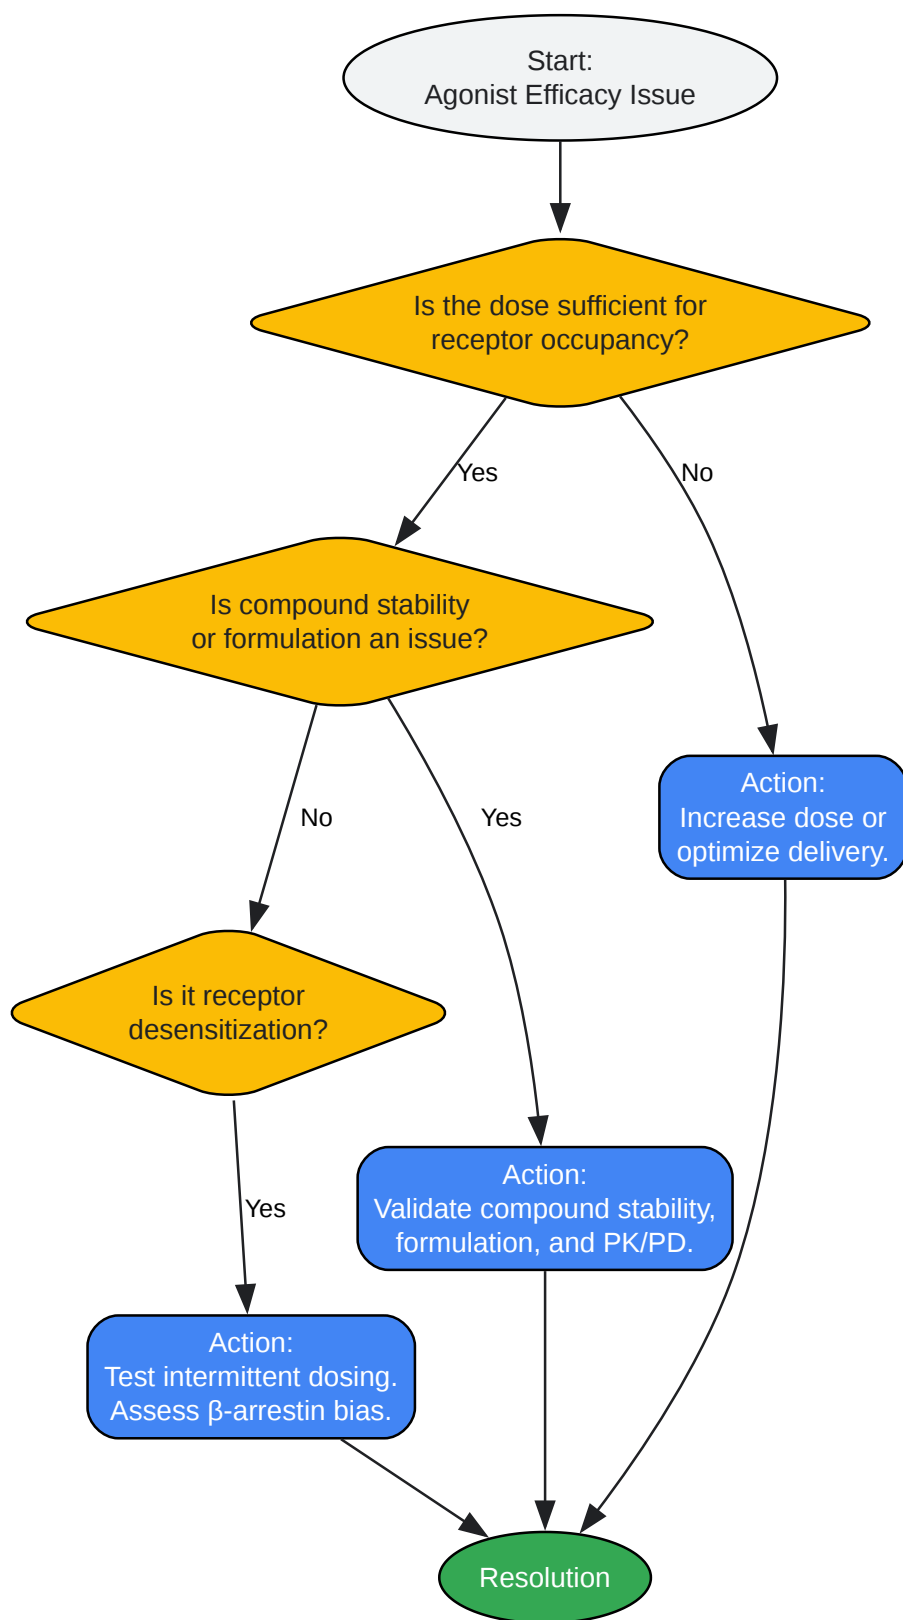 Start:
Agonist Efficacy Issue
Is the dose sufficient for
receptor occupancy?
Yes
No
Is compound stability
or formulation an issue?
Action:
Increase dose or
optimize delivery.
No
Yes
Is it receptor
desensitization?
Action:
Validate compound stability,
formulation, and PK/PD.
Yes
Action:
Test intermittent dosing.
Assess β-arrestin bias.
Resolution